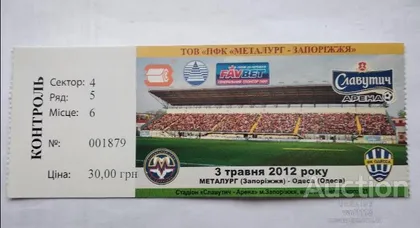 ТОВ «ПФК «МЕТАЛУРГ - ЗАПОРІЖЖЯ»
КОНТРОЛЬ
Сектор: 4
Ряд: 5
Місце: 6
№: 001879
Ціна: 30,00 грн
FAVBET
Славутич
АРЕНА
3 травня 2012 року
МЕТАЛУРГ (Запоріжжя) - Одеса (Одеса)
Стадіон «Славутич - Арена» м.Запоріжжя,
Auction